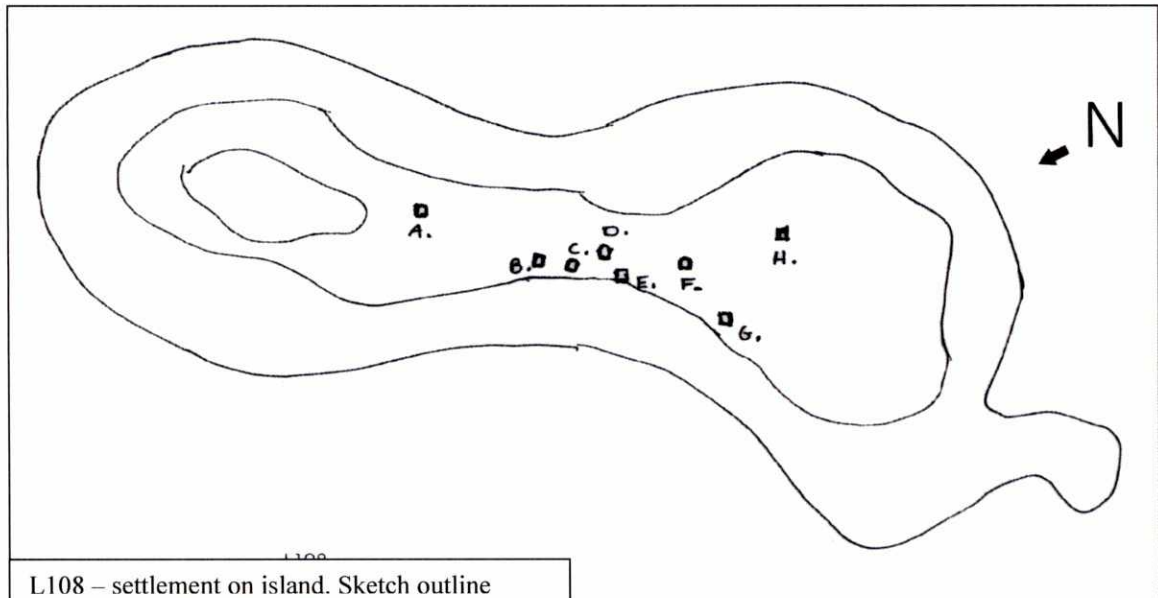 N
A.
B.
C.
D.
E.
F.
G.
H.
L108 – settlement on island. Sketch outline